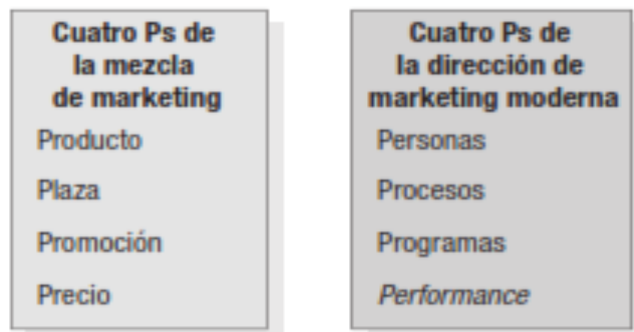 Cuatro Ps de
la mezcla
de marketing
Producto
Plaza
Promoción
Precio
Cuatro Ps de
la dirección de
marketing moderna
Personas
Procesos
Programas
Performance